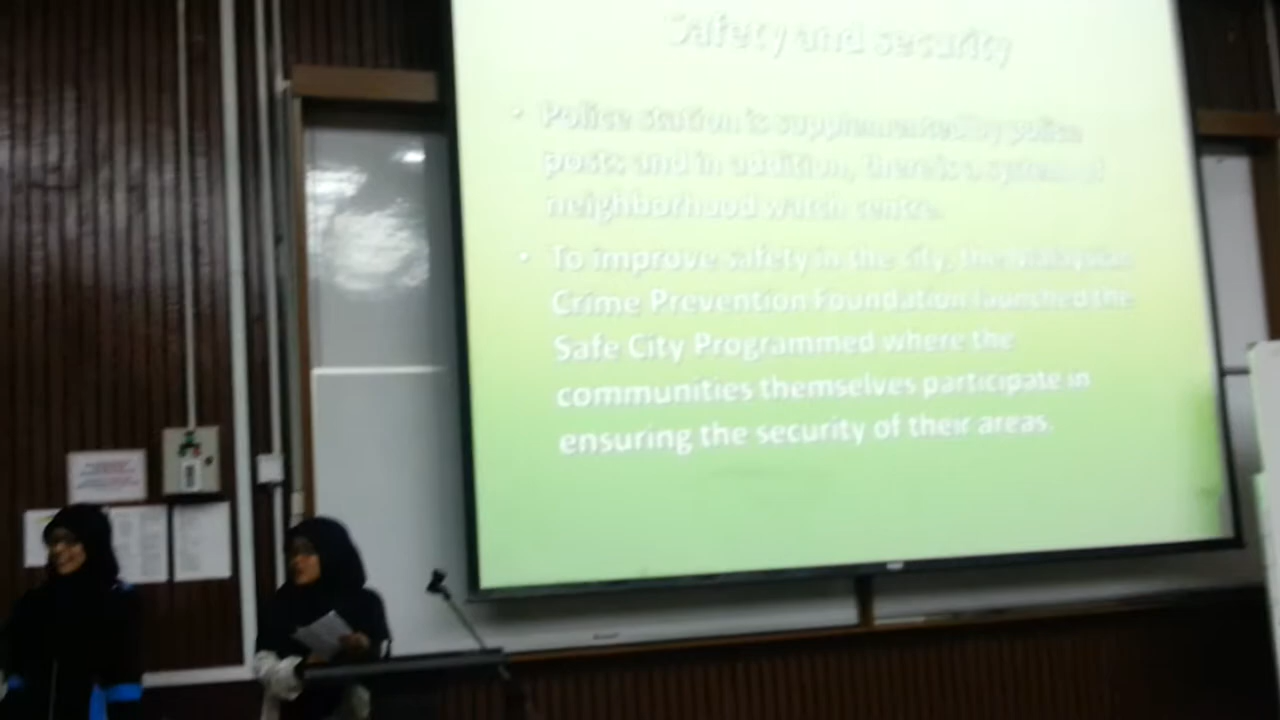 Safety and security
• Police station is supplemented by police
posts and in addition, there is a system of
neighborhood watch centre.
• To improve safety in the city, the Malaysian
Crime Prevention Foundation launched the
Safe City Programmed where the
communities themselves participate in
ensuring the security of their areas.